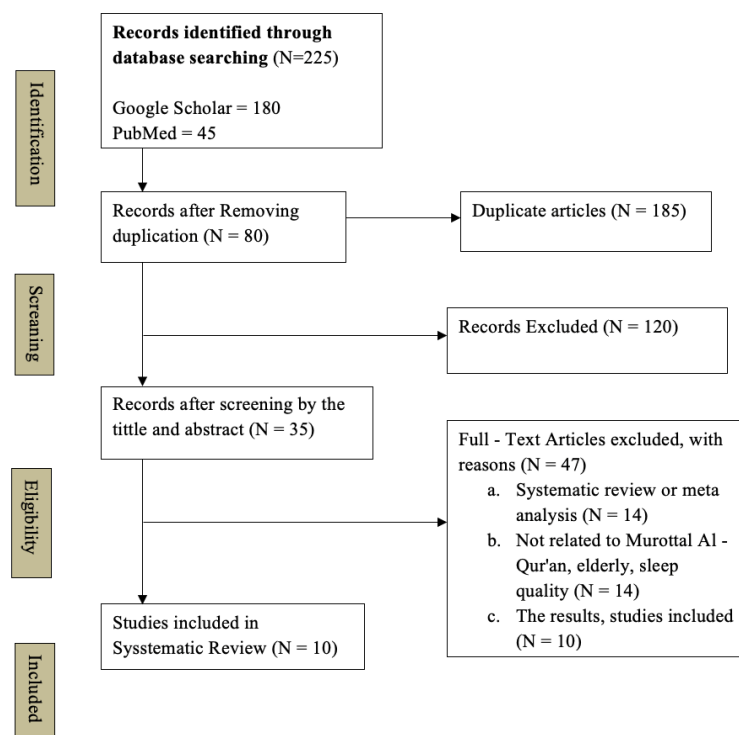 Records identified through
database searching (N=225)
Google Scholar = 180
PubMed = 45
Identification
Records after Removing
duplication (N = 80)
Duplicate articles (N = 185)
Screaning
Records Excluded (N = 120)
Records after screening by the
tittle and abstract (N = 35)
Full - Text Articles excluded, with
reasons (N = 47)
a. Systematic review or meta
analysis (N = 14)
b. Not related to Murottal Al -
Qur'an, elderly, sleep
quality (N = 14)
c. The results, studies included
(N = 10)
Eligibility
Studies included in
Sysstematic Review (N = 10)
Included